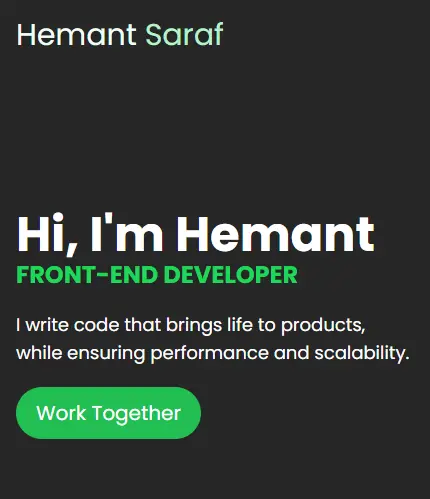 Hemant Saraf
Hi, I'm Hemant
FRONT-END DEVELOPER
I write code that brings life to products,
while ensuring performance and scalability.
Work Together